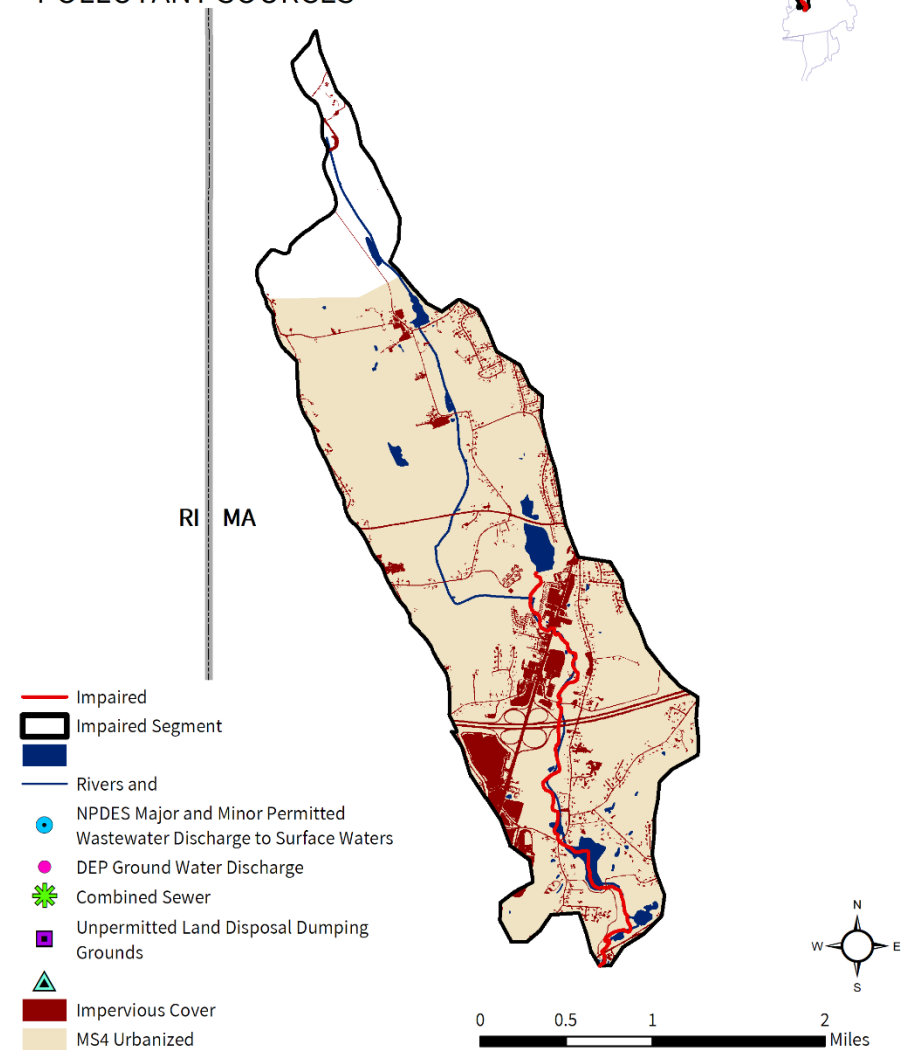 POLLUTANT SOURCES
RI MA
Impaired
Impaired Segment
Rivers and
NPDES Major and Minor Permitted
Wastewater Discharge to Surface Waters
DEP Ground Water Discharge
Combined Sewer
Unpermitted Land Disposal Dumping
Grounds
Impervious Cover
MS4 Urbanized
N
W E
S
0 0.5 1 2
Miles